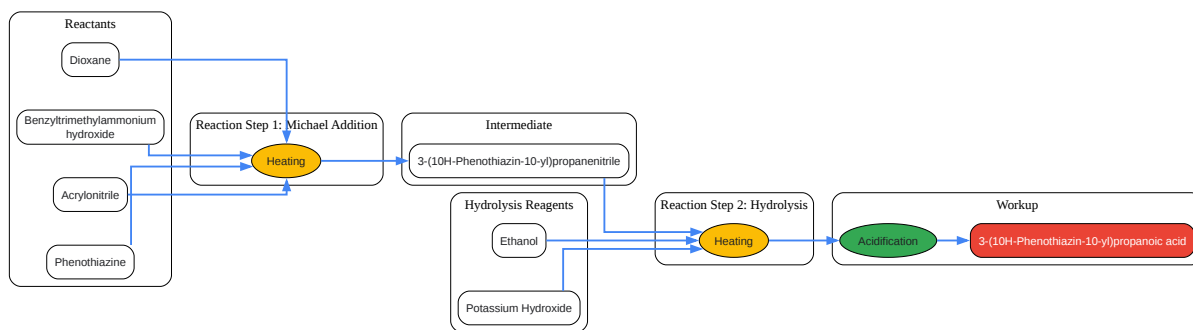 Reactants
Dioxane
Benzyltrimethylammonium
hydroxide
Acrylonitrile
Phenothiazine
Reaction Step 1: Michael Addition
Heating
Intermediate
3-(10H-Phenothiazin-10-yl)propanenitrile
Hydrolysis Reagents
Ethanol
Potassium Hydroxide
Reaction Step 2: Hydrolysis
Heating
Workup
Acidification
3-(10H-Phenothiazin-10-yl)propanoic acid